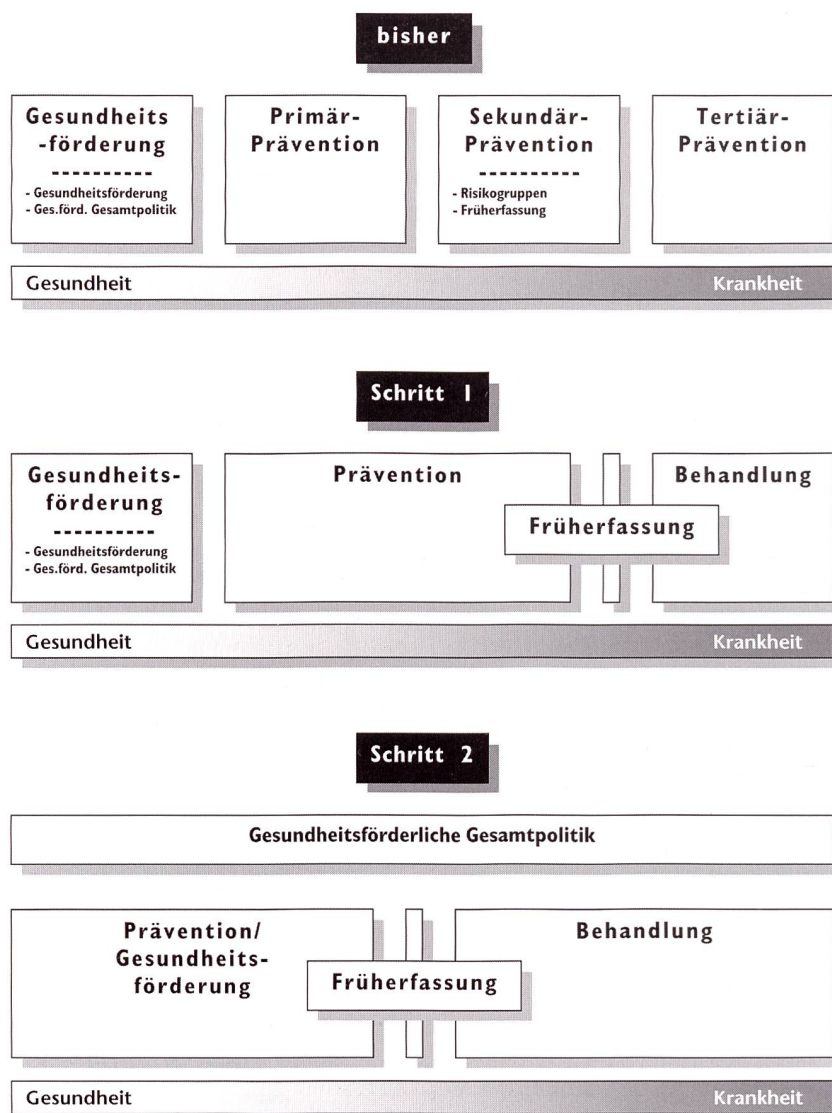 bisher
Gesundheits
-förderung
----------
- Gesundheitsförderung
- Ges.förd. Gesamtpolitik
Primär-
Prävention
Sekundär-
Prävention
----------
- Risikogruppen
- Früherfassung
Tertiär-
Prävention
Gesundheit
Krankheit
Schritt 1
Gesundheits-
förderung
----------
- Gesundheitsförderung
- Ges.förd. Gesamtpolitik
Prävention
Früherfassung
Behandlung
Gesundheit
Krankheit
Schritt 2
Gesundheitsförderliche Gesamtpolitik
Prävention/
Gesundheits-
förderung
Früherfassung
Behandlung
Gesundheit
Krankheit